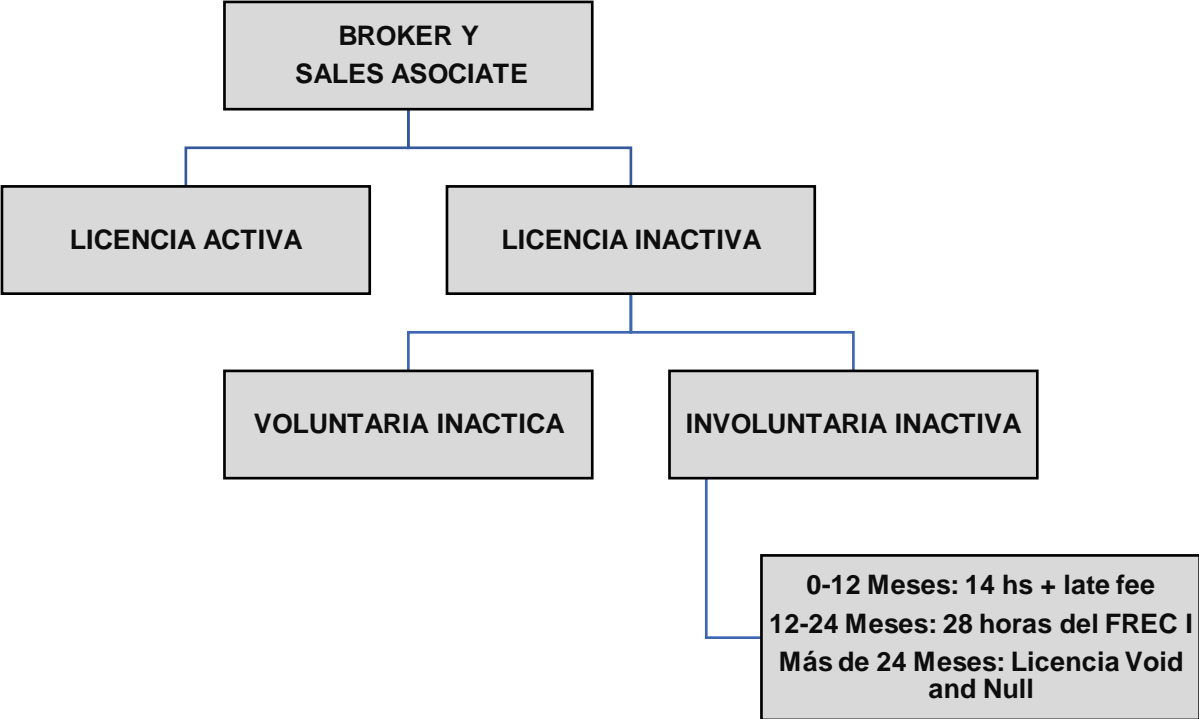 BROKER Y
SALES ASOCIATE
LICENCIA ACTIVA
LICENCIA INACTIVA
VOLUNTARIA INACTICA
INVOLUNTARIA INACTIVA
0-12 Meses: 14 hs + late fee
12-24 Meses: 28 horas del FREC I
Más de 24 Meses: Licencia Void
and Null